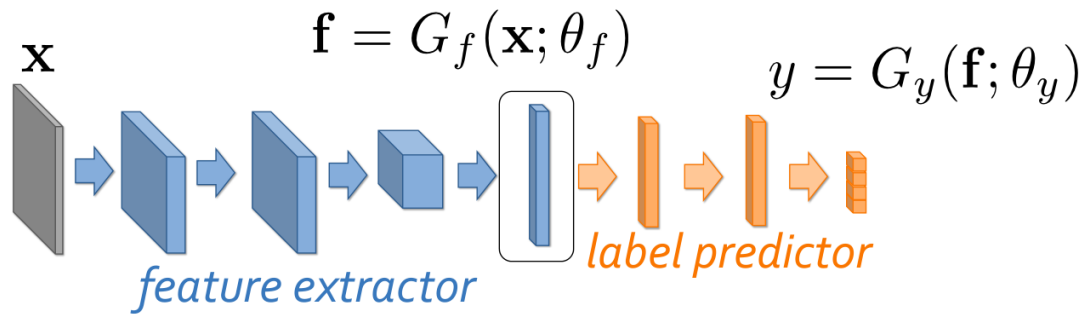 x
f = G_f(x; θ_f)
y = G_y(f; θ_y)
feature extractor
label predictor